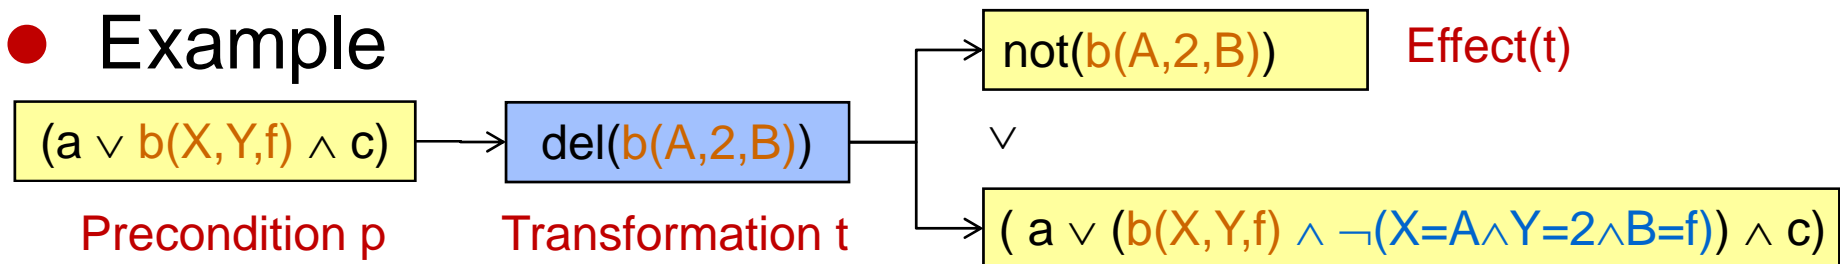 ● Example
not(b(A,2,B))
Effect(t)
(a ∨ b(X,Y,f) ∧ c)
del(b(A,2,B))
∨
Precondition p
Transformation t
( a ∨ (b(X,Y,f) ∧ ¬(X=A∧Y=2∧B=f)) ∧ c)